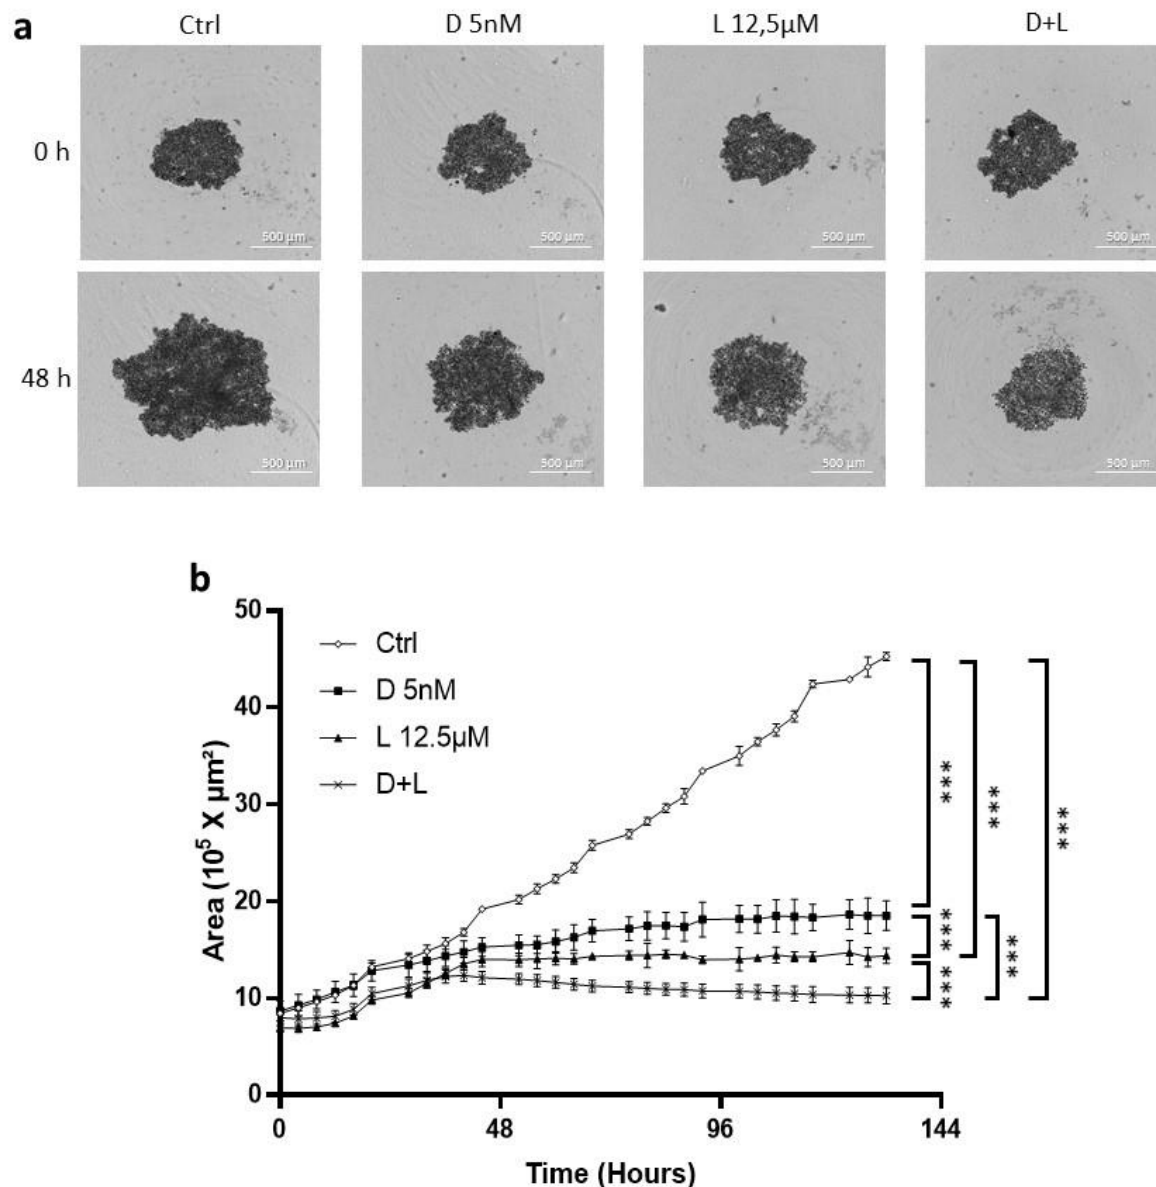 a
Ctrl
D 5nM
L 12,5µM
D+L
0 h
500 µm
500 µm
500 µm
500 µm
48 h
500 µm
500 µm
500 µm
500 µm
b
50
40
30
20
10
0
Area (10⁵ X µm²)
Ctrl
D 5nM
L 12.5µM
D+L
***
***
***
***
***
***
0
48
96
144
Time (Hours)